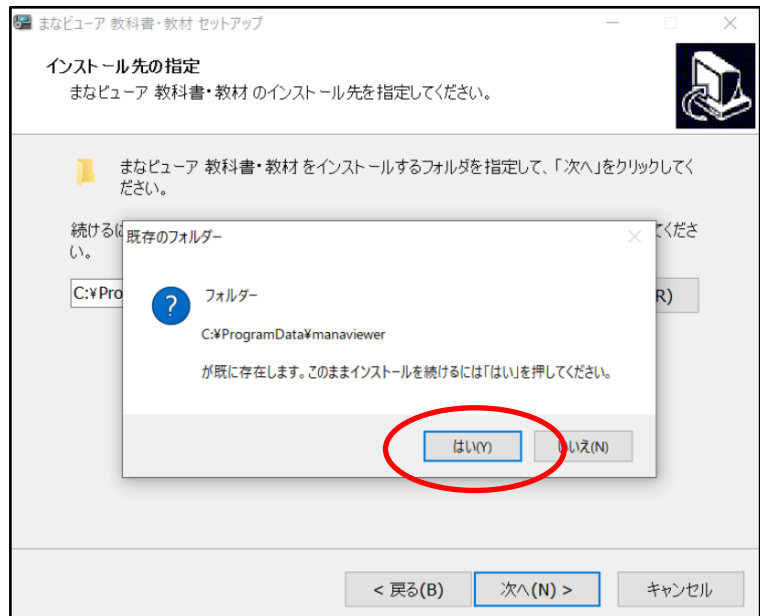 まなビューア 教科書・教材 セットアップ
インストール先の指定
まなビューア 教科書・教材 のインストール先を指定してください。
まなビューア 教科書・教材 をインストールするフォルダを指定して、「次へ」をクリックしてく
ださい。
続けるに
てくださ
い。
既存のフォルダー
C:¥Pro
R)
フォルダー
C:¥ProgramData¥manaviewer
が既に存在します。このままインストールを続けるには「はい」を押してください。
はい(Y)
いいえ(N)
< 戻る(B)
次へ(N) >
キャンセル